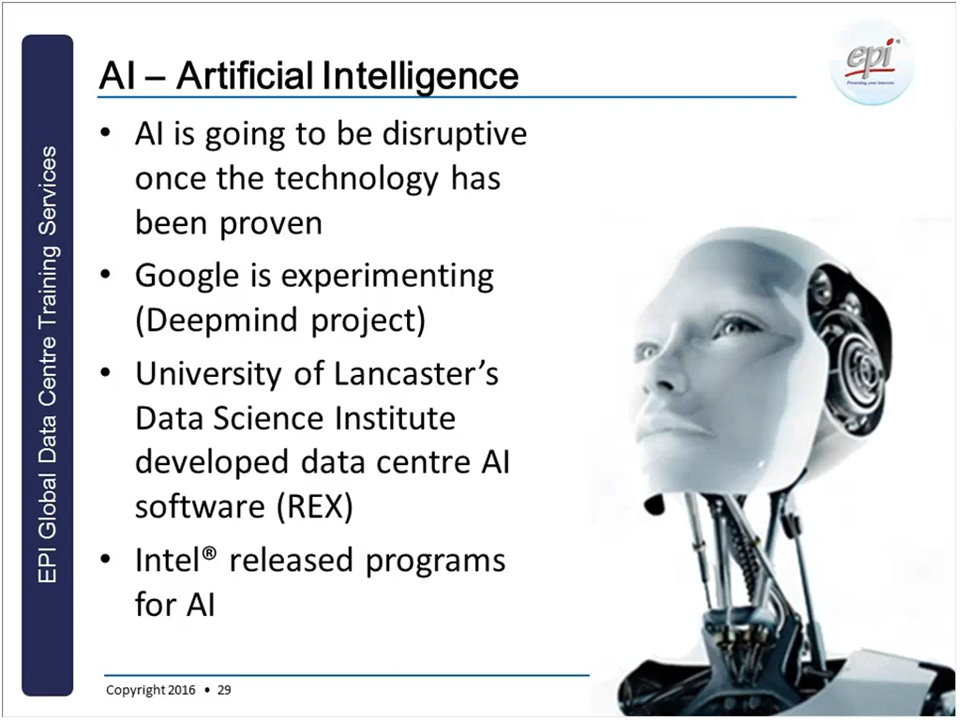 AI – Artificial Intelligence
epi®
• AI is going to be disruptive
once the technology has
been proven
• Google is experimenting
(Deepmind project)
• University of Lancaster’s
Data Science Institute
developed data centre AI
software (REX)
• Intel® released programs
for AI
EPI Global Data Centre Training Services
Copyright 2016 • 29